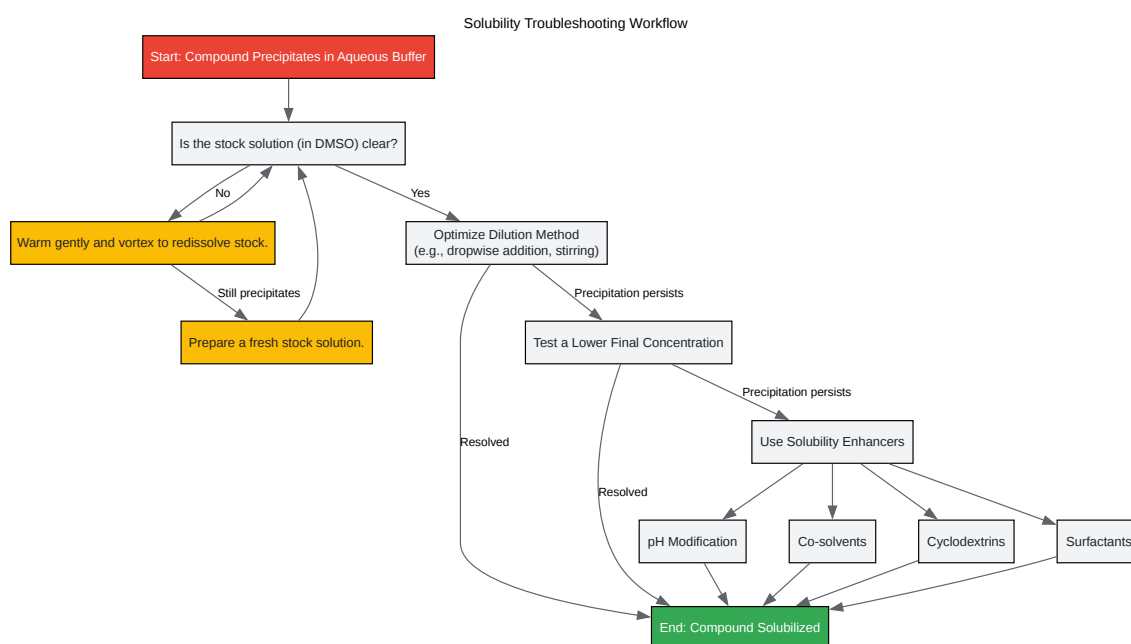 Solubility Troubleshooting Workflow
Start: Compound Precipitates in Aqueous Buffer
Is the stock solution (in DMSO) clear?
No
Yes
Warm gently and vortex to redissolve stock.
Optimize Dilution Method
(e.g., dropwise addition, stirring)
Still precipitates
Precipitation persists
Prepare a fresh stock solution.
Test a Lower Final Concentration
Precipitation persists
Resolved
Use Solubility Enhancers
Resolved
pH Modification
Co-solvents
Cyclodextrins
Surfactants
End: Compound Solubilized